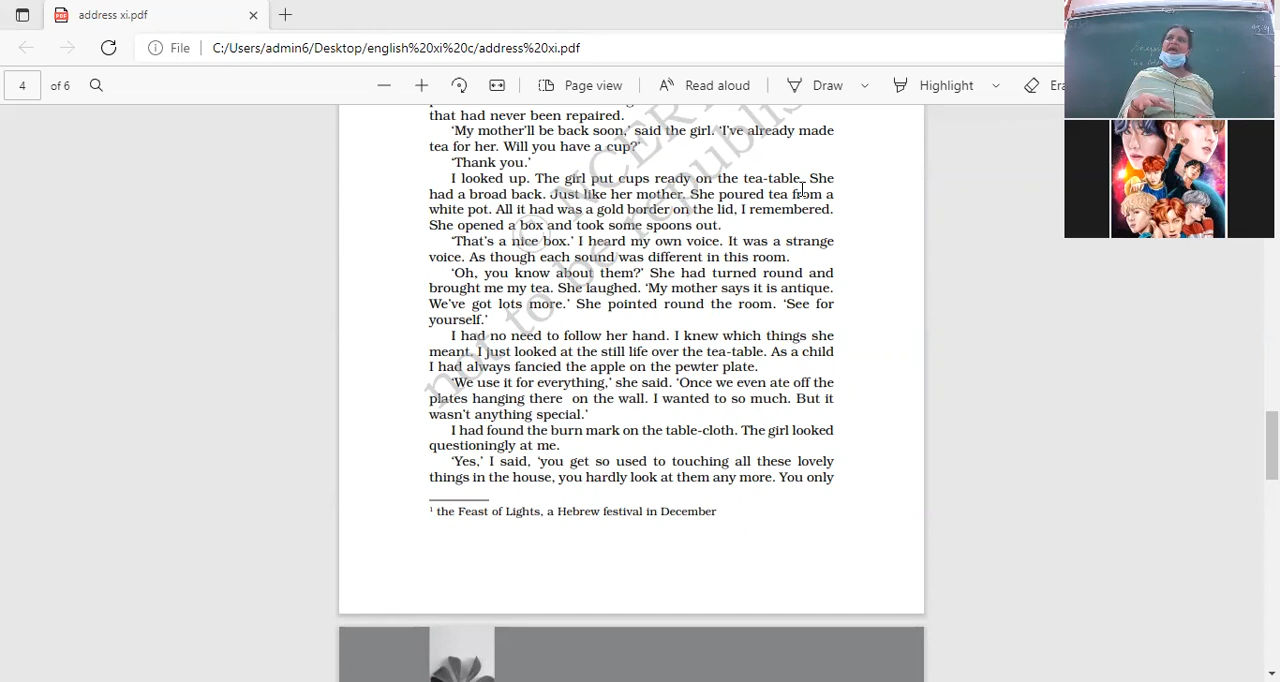 address xi.pdf
File
C:/Users/admin6/Desktop/english%20xi%20c/address%20xi.pdf
4 of 6
Page view
Read aloud
Draw
Highlight
that had never been repaired.
'My mother'll be back soon,' said the girl. 'I've already made
tea for her. Will you have a cup?'
'Thank you.'
I looked up. The girl put cups ready on the tea-table. She
had a broad back. Just like her mother. She poured tea from a
white pot. All it had was a gold border on the lid, I remembered.
She opened a box and took some spoons out.
'That's a nice box.' I heard my own voice. It was a strange
voice. As though each sound was different in this room.
'Oh, you know about them?' She had turned round and
brought me my tea. She laughed. 'My mother says it is antique.
We've got lots more.' She pointed round the room. 'See for
yourself.'
I had no need to follow her hand. I knew which things she
meant. I just looked at the still life over the tea-table. As a child
I had always fancied the apple on the pewter plate.
'We use it for everything,' she said. 'Once we even ate off the
plates hanging there on the wall. I wanted to so much. But it
wasn't anything special.'
I had found the burn mark on the table-cloth. The girl looked
questioningly at me.
'Yes,' I said, 'you get so used to touching all these lovely
things in the house, you hardly look at them any more. You only
1 the Feast of Lights, a Hebrew festival in December
© NCERT
not to be republis